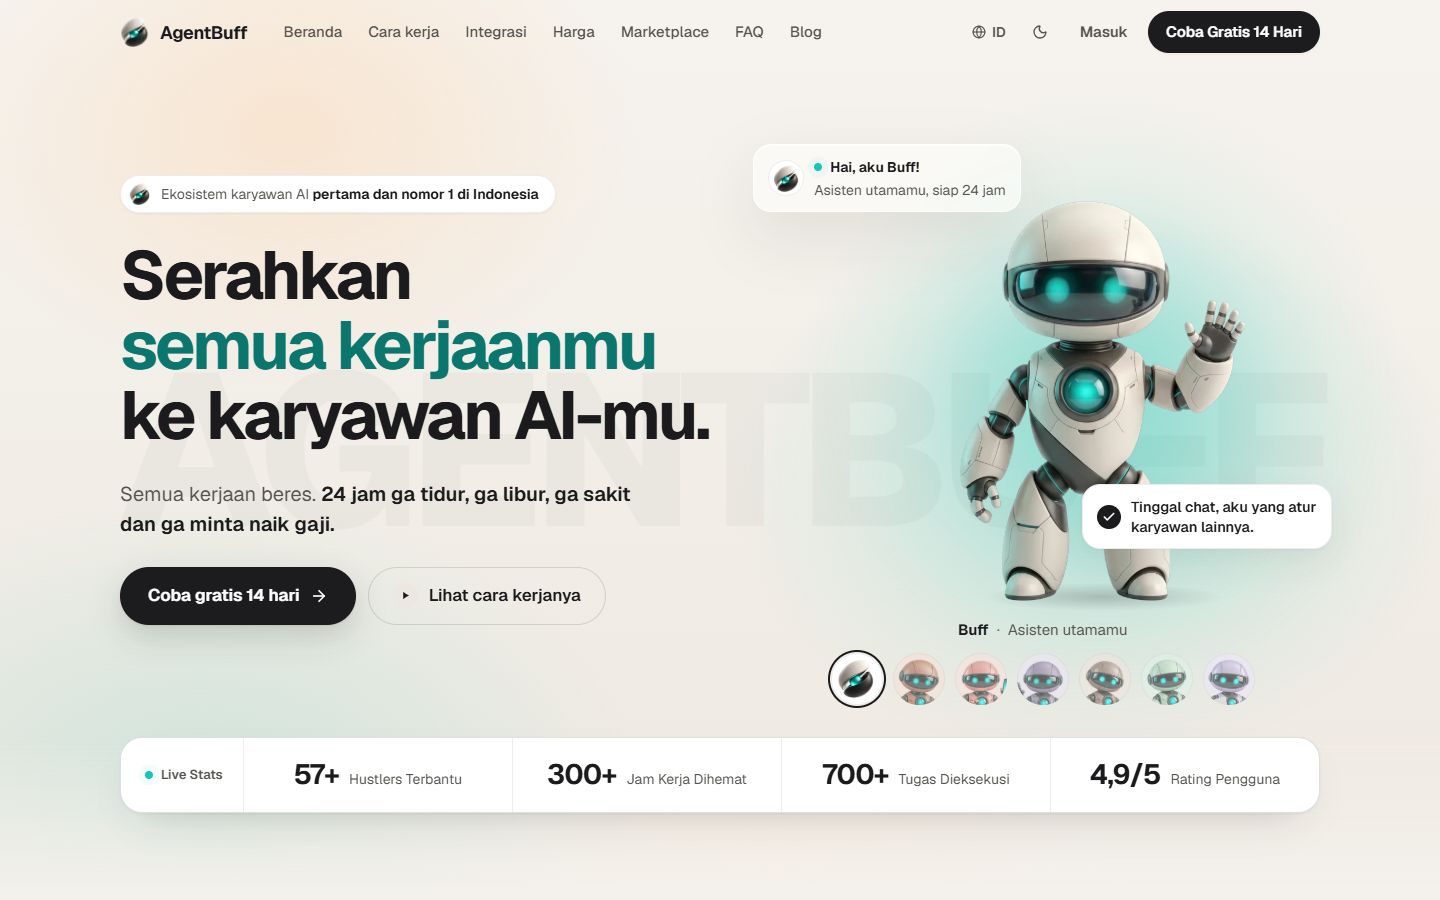 AgentBuff
Beranda
Cara kerja
Integrasi
Harga
Marketplace
FAQ
Blog
ID
Masuk
Coba Gratis 14 Hari
Ekosistem karyawan AI pertama dan nomor 1 di Indonesia
Serahkan
semua kerjaanmu
ke karyawan AI-mu.
Semua kerjaan beres. 24 jam ga tidur, ga libur, ga sakit
dan ga minta naik gaji.
Coba gratis 14 hari
Lihat cara kerjanya
AGENTBUFF
Hai, aku Buff!
Asisten utamamu, siap 24 jam
Tinggal chat, aku yang atur
karyawan lainnya.
Buff · Asisten utamamu
Live Stats
57+ Hustlers Terbantu
300+ Jam Kerja Dihemat
700+ Tugas Dieksekusi
4,9/5 Rating Pengguna